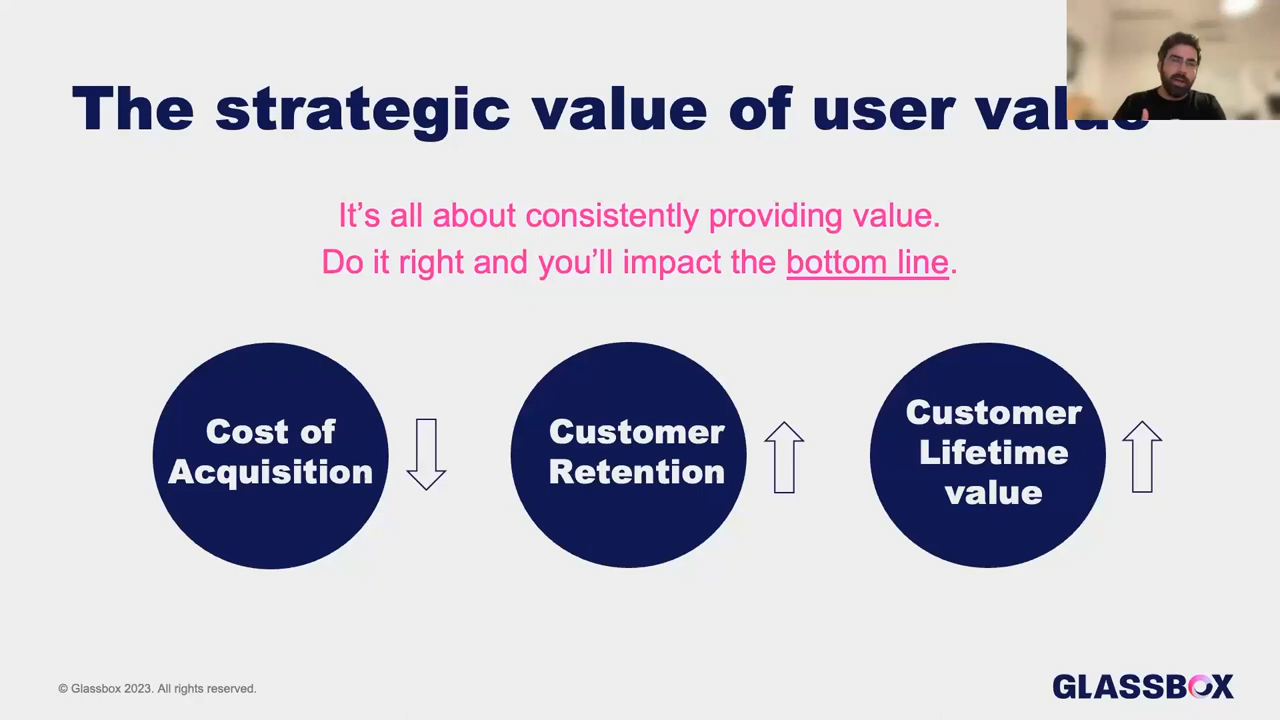 The strategic value of user value
It’s all about consistently providing value.
Do it right and you’ll impact the bottom line.
Cost of
Acquisition
Customer
Retention
Customer
Lifetime
value
© Glassbox 2023. All rights reserved.
GLASSBOX